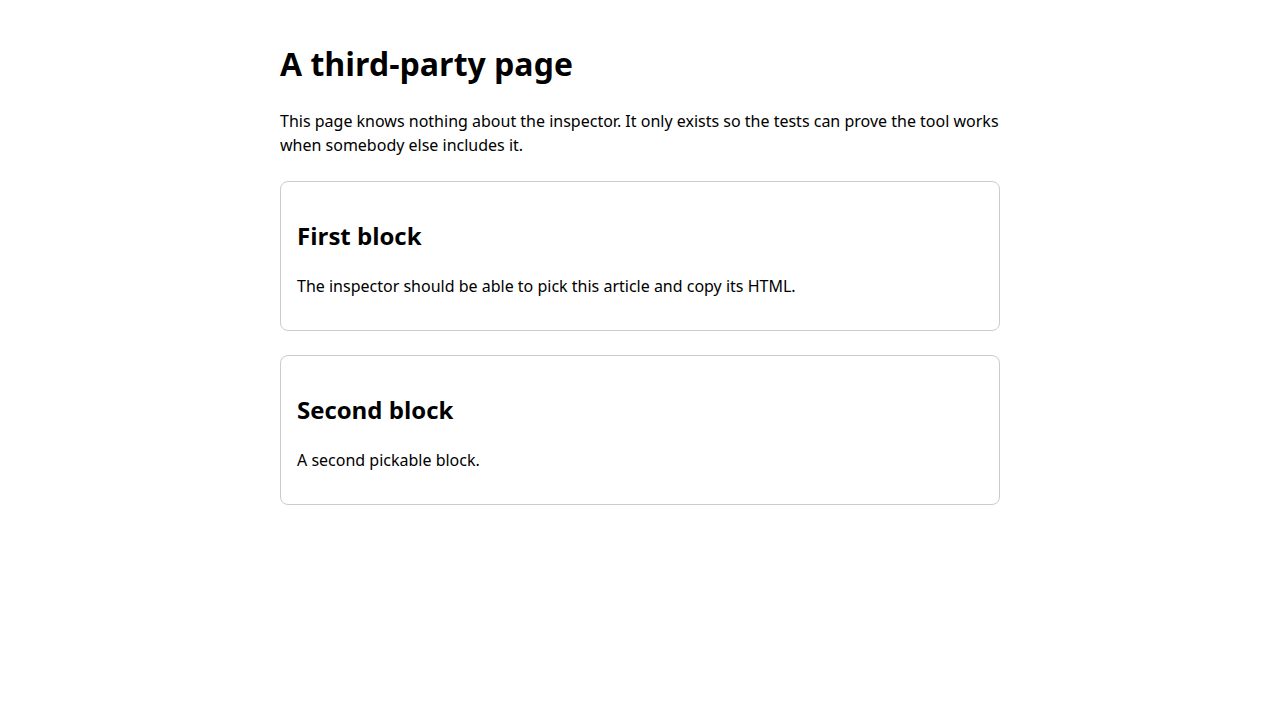 A third-party page
This page knows nothing about the inspector. It only exists so the tests can prove the tool works
when somebody else includes it.
First block
The inspector should be able to pick this article and copy its HTML.
Second block
A second pickable block.